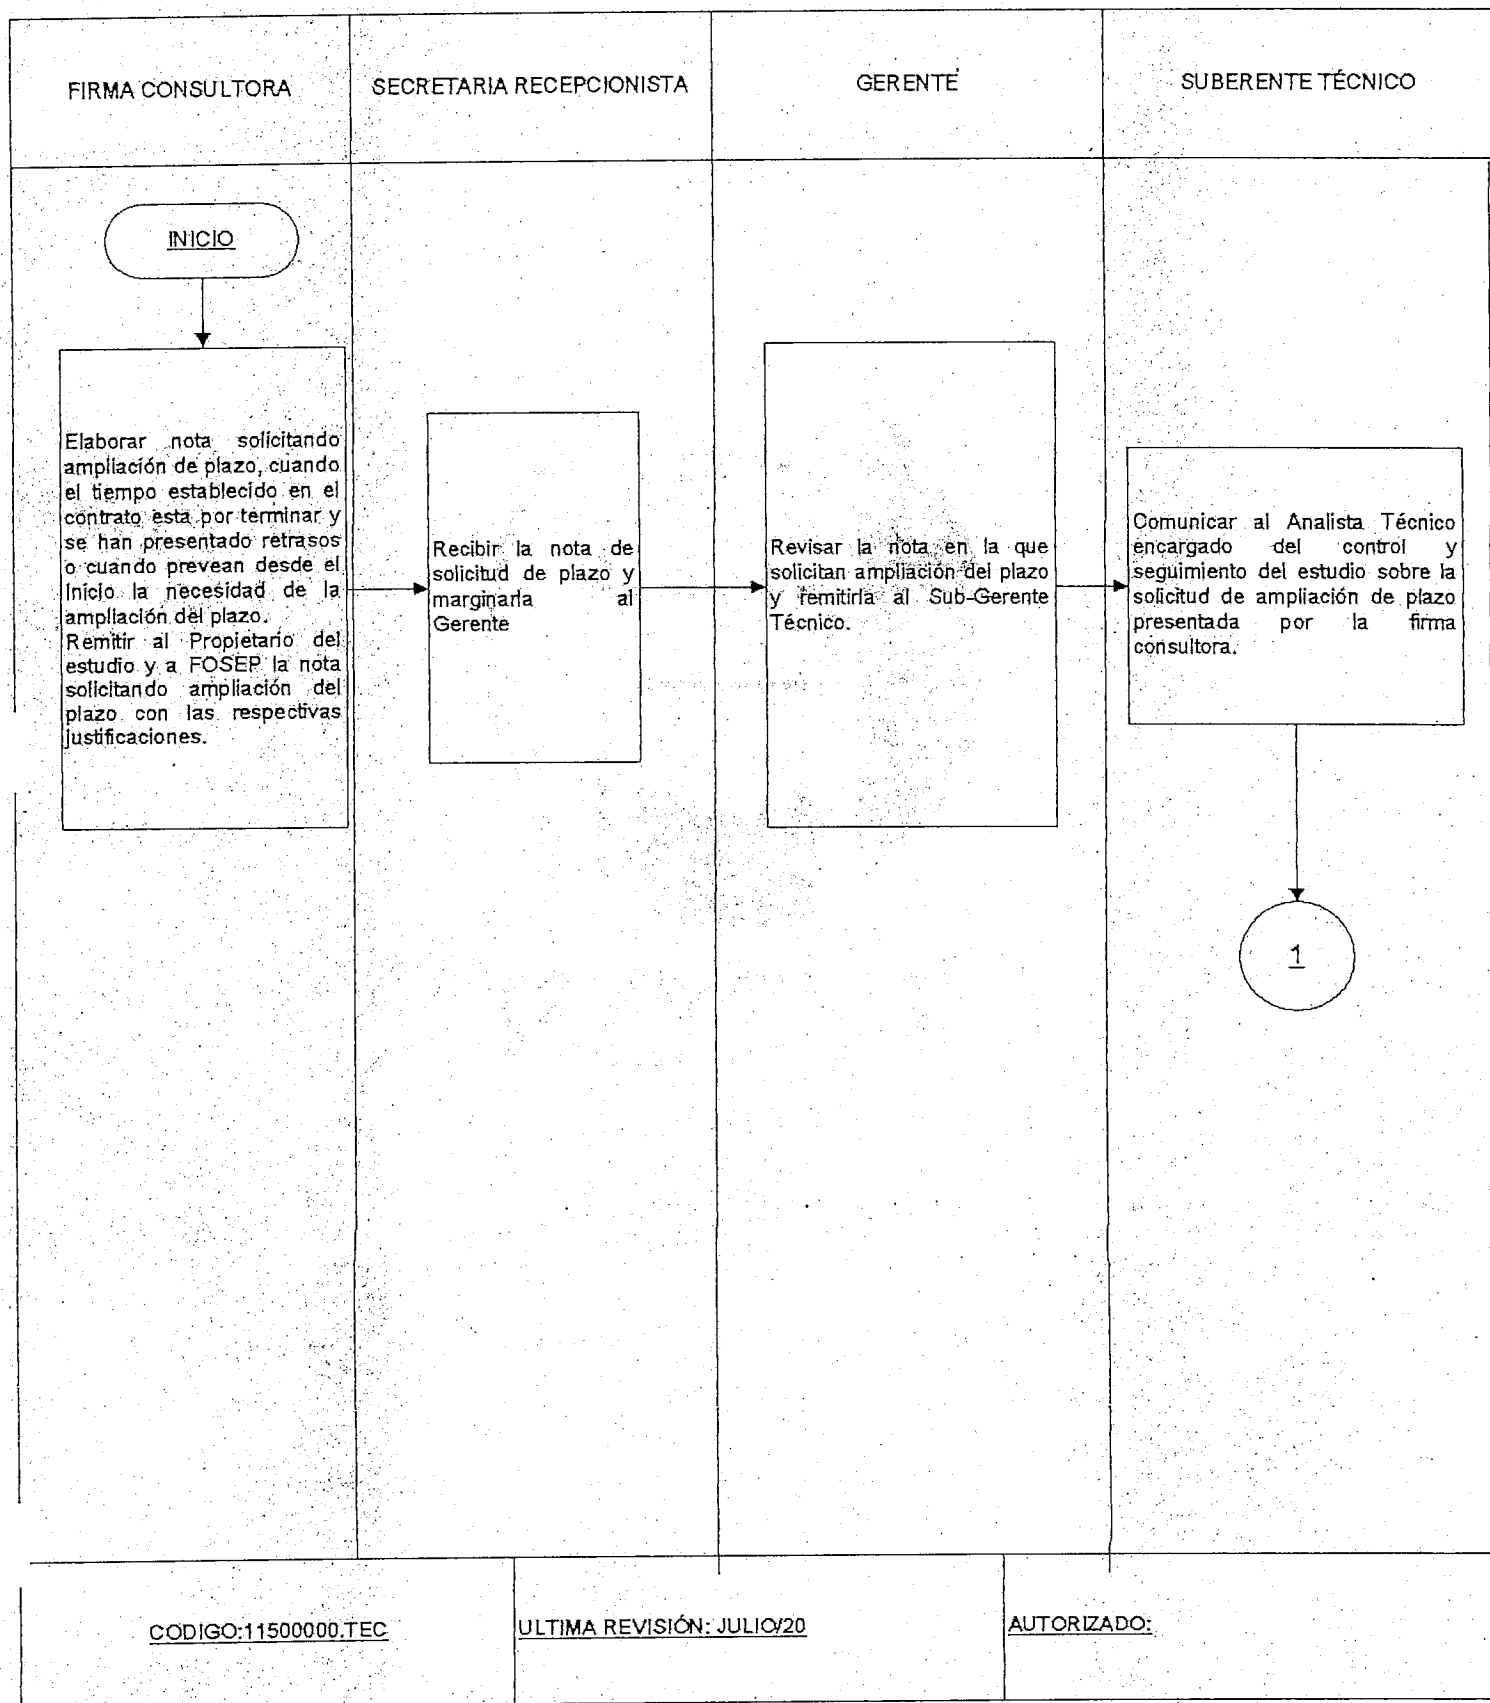 FIRMA CONSULTORA
SECRETARIA RECEPCIONISTA
GERENTE
SUBERENTE TÉCNICO
INICIO
Elaborar nota solicitando
ampliación de plazo, cuando
el tiempo establecido en el
contrato esta por terminar y
se han presentado retrasos
o cuando prevean desde el
Inicio la necesidad de la
ampliación del plazo.
Remitir al Propietario del
estudio y a FOSEP la nota
solicitando ampliación del
plazo con las respectivas
justificaciones.
Recibir la nota de
solicitud de plazo y
marginarla al
Gerente
Revisar la nota en la que
solicitan ampliación del plazo
y remitirla al Sub-Gerente
Técnico.
Comunicar al Analista Técnico
encargado del control y
seguimiento del estudio sobre la
solicitud de ampliación de plazo
presentada por la firma
consultora.
1
CODIGO:11500000.TEC
ULTIMA REVISIÓN: JULIO/20
AUTORIZADO: